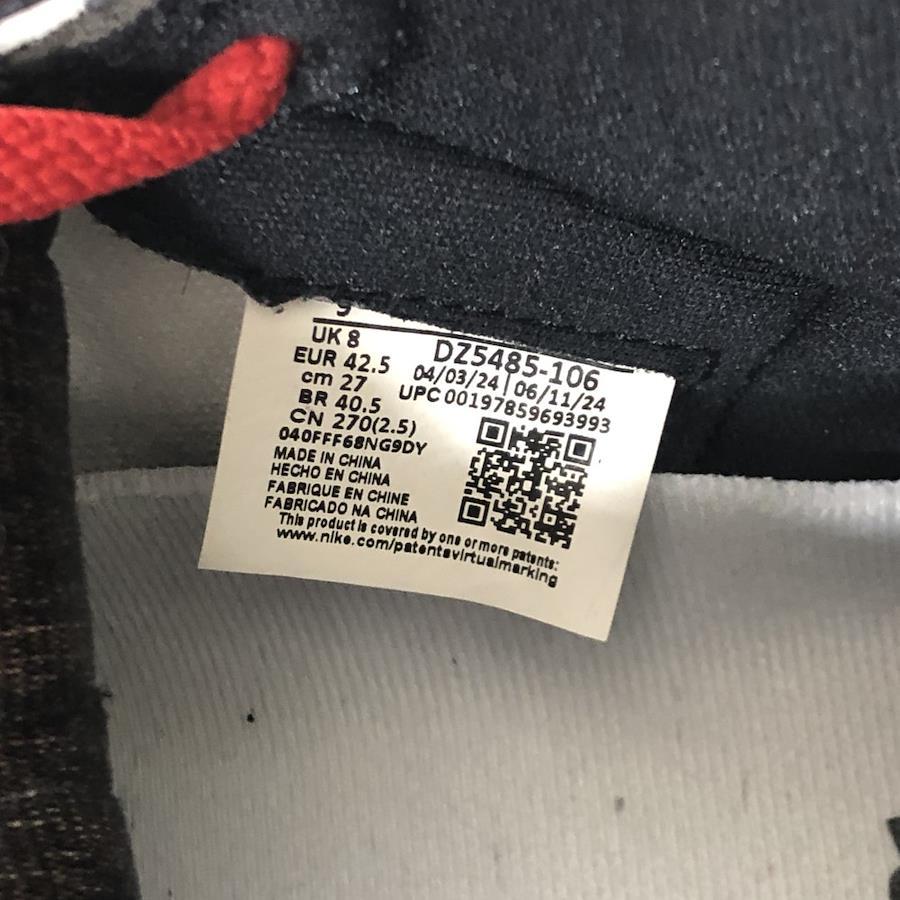 9
UK 8
EUR 42.5
cm 27
BR 40.5
CN 270(2.5)
040FFF68NG9DY
DZ5485-106
04/03/24 | 06/11/24
UPC 00197859693993
MADE IN CHINA
HECHO EN CHINA
FABRIQUE EN CHINE
FABRICADO NA CHINA
This product is covered by one or more patents:
www.nike.com/patentsvirtualmarking